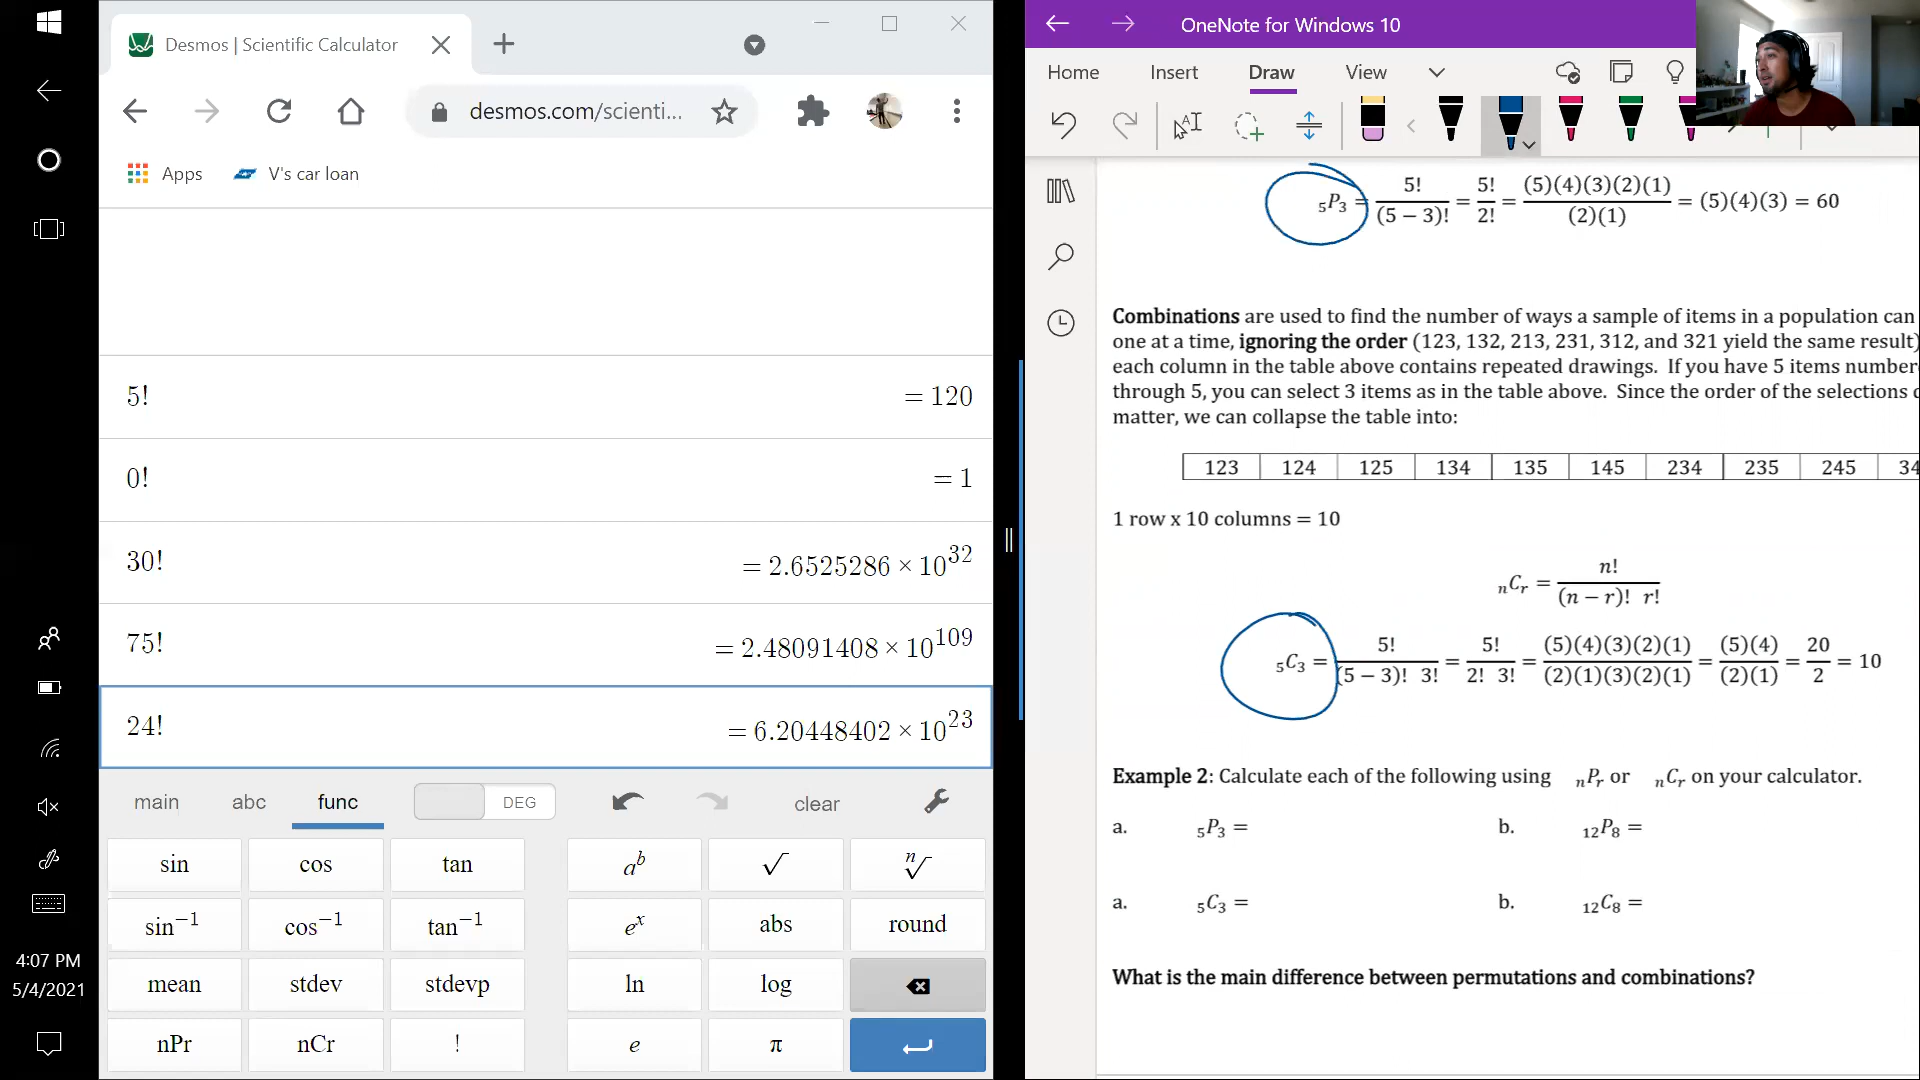 Desmos | Scientific Calculator
desmos.com/scienti...
Apps V's car loan
5! = 120
0! = 1
30! = 2.6525286 × 10^32
75! = 2.48091408 × 10^109
24! = 6.20448402 × 10^23
main abc func DEG clear
sin cos tan a^b √ ⁿ√
sin^−1 cos^−1 tan^−1 e^x abs round
mean stdev stdevp ln log
nPr nCr ! e π
4:07 PM
5/4/2021
OneNote for Windows 10
Home Insert Draw View
₅P₃ = 5!/(5 − 3)! = 5!/2! = (5)(4)(3)(2)(1)/(2)(1) = (5)(4)(3) = 60
Combinations are used to find the number of ways a sample of items in a population can
one at a time, ignoring the order (123, 132, 213, 231, 312, and 321 yield the same result)
each column in the table above contains repeated drawings. If you have 5 items number
through 5, you can select 3 items as in the table above. Since the order of the selections
matter, we can collapse the table into:
123 124 125 134 135 145 234 235 245 34
1 row x 10 columns = 10
ₙCᵣ = n!/(n − r)! r!
₅C₃ = 5!/(5 − 3)! 3! = 5!/2! 3! = (5)(4)(3)(2)(1)/(2)(1)(3)(2)(1) = (5)(4)/(2)(1) = 20/2 = 10
Example 2: Calculate each of the following using ₙPᵣ or ₙCᵣ on your calculator.
a. ₅P₃ = b. ₁₂P₈ =
a. ₅C₃ = b. ₁₂C₈ =
What is the main difference between permutations and combinations?